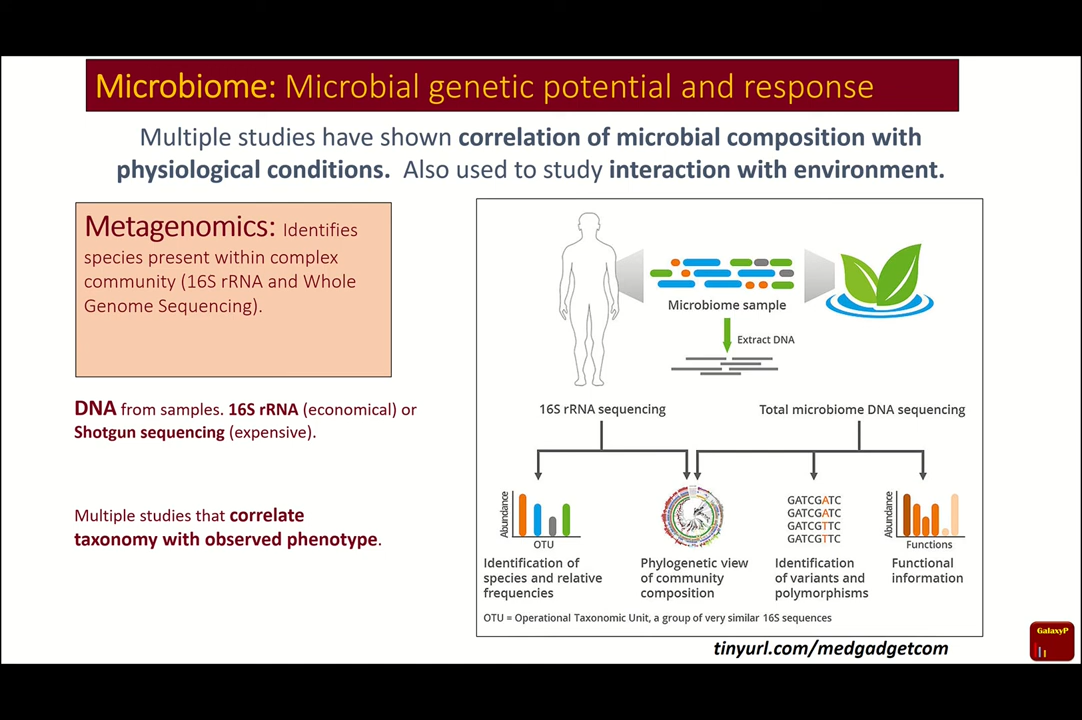 Microbiome: Microbial genetic potential and response
Multiple studies have shown correlation of microbial composition with
physiological conditions. Also used to study interaction with environment.
Metagenomics: Identifies
species present within complex
community (16S rRNA and Whole
Genome Sequencing).
DNA from samples. 16S rRNA (economical) or
Shotgun sequencing (expensive).
Multiple studies that correlate
taxonomy with observed phenotype.
Microbiome sample
Extract DNA
16S rRNA sequencing
Total microbiome DNA sequencing
Abundance
OTU
Identification of
species and relative
frequencies
Phylogenetic view
of community
composition
GATCGATC
GATCGATC
GATCGTTC
GATCGTTC
Identification
of variants and
polymorphisms
Abundance
Functions
Functional
information
OTU = Operational Taxonomic Unit, a group of very similar 16S sequences
tinyurl.com/medgadgetcom
GalaxyP